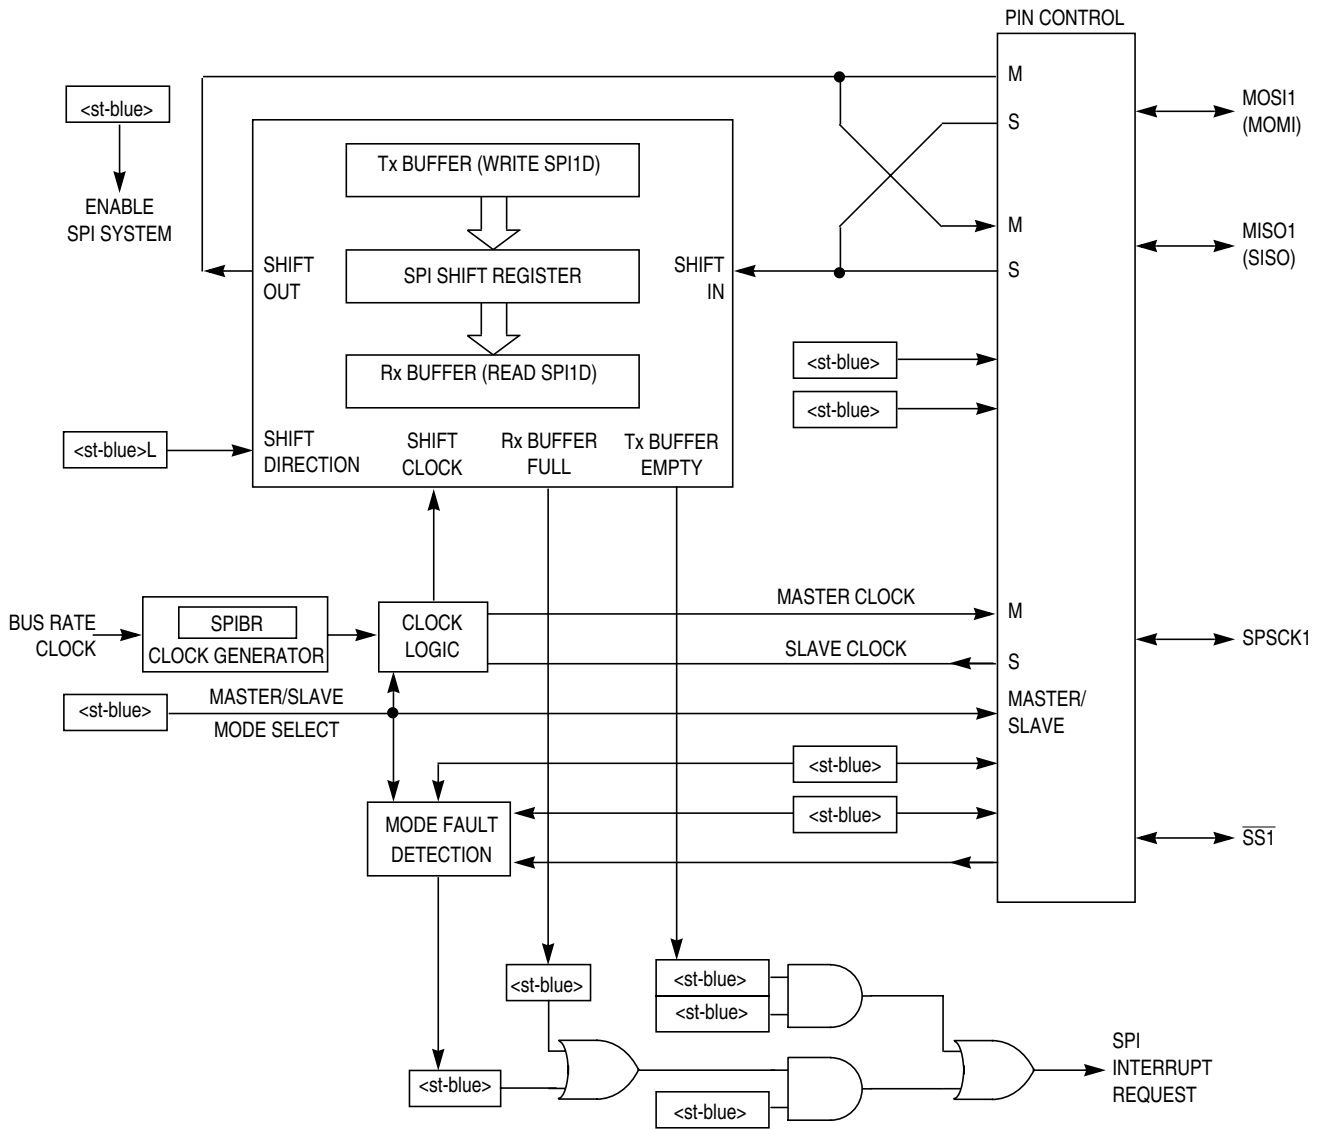 PIN CONTROL
M
MOSI1
(MOMI)
<st-blue>
S
Tx BUFFER (WRITE SPI1D)
ENABLE
SPI SYSTEM
M
MISO1
(SISO)
SHIFT
OUT
SPI SHIFT REGISTER
SHIFT
IN
S
<st-blue>
Rx BUFFER (READ SPI1D)
<st-blue>
<st-blue>L
SHIFT
DIRECTION
SHIFT
CLOCK
Rx BUFFER
FULL
Tx BUFFER
EMPTY
MASTER CLOCK
M
BUS RATE
CLOCK
SPIBR
CLOCK GENERATOR
CLOCK
LOGIC
SPSCK1
SLAVE CLOCK
S
<st-blue>
MASTER/SLAVE
MODE SELECT
MASTER/
SLAVE
<st-blue>
<st-blue>
MODE FAULT
DETECTION
SS1
<st-blue>
<st-blue>
<st-blue>
SPI
INTERRUPT
REQUEST
<st-blue>
<st-blue>